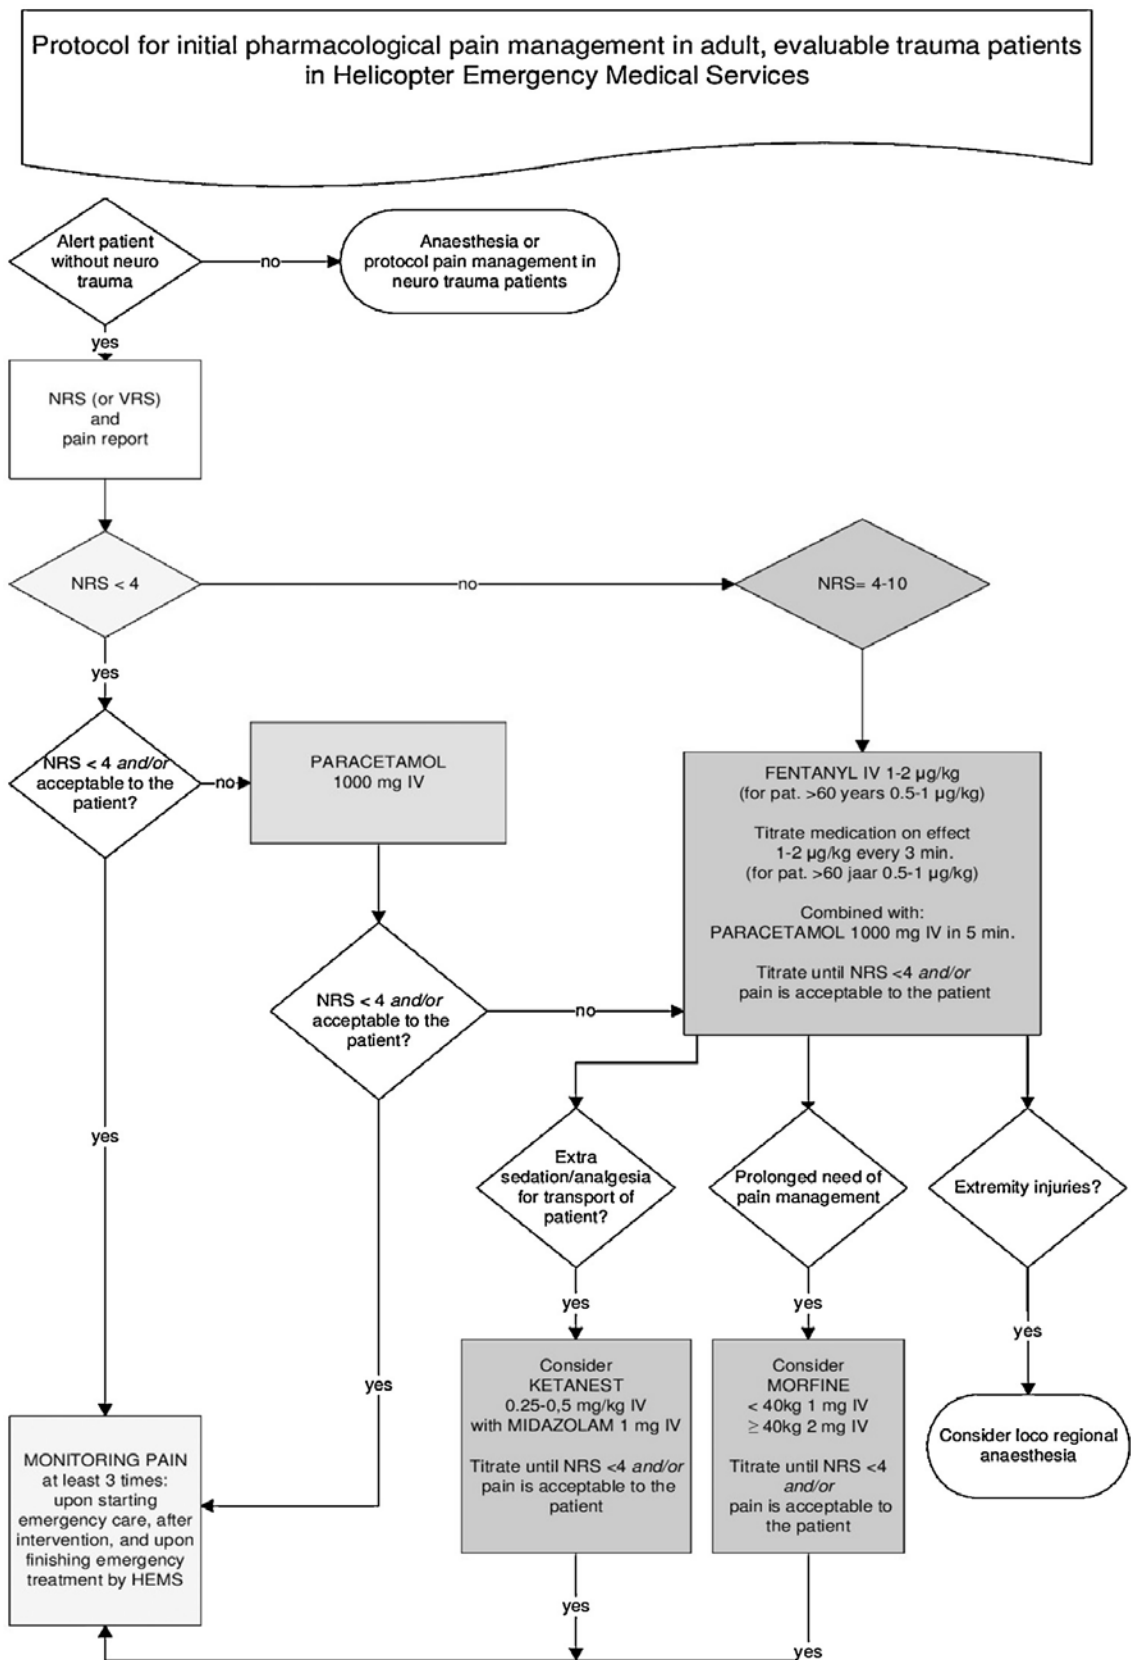 Protocol for initial pharmacological pain management in adult, evaluable trauma patients
in Helicopter Emergency Medical Services
Alert patient
without neuro
trauma
no
Anaesthesia or
protocol pain management in
neuro trauma patients
yes
NRS (or VRS)
and
pain report
NRS < 4
no
NRS= 4-10
yes
NRS < 4 and/or
acceptable to the
patient?
no
PARACETAMOL
1000 mg IV
FENTANYL IV 1-2 µg/kg
(for pat. >60 years 0.5-1 µg/kg)
Titrate medication on effect
1-2 µg/kg every 3 min.
(for pat. >60 jaar 0.5-1 µg/kg)
Combined with:
PARACETAMOL 1000 mg IV in 5 min.
Titrate until NRS <4 and/or
pain is acceptable to the patient
NRS < 4 and/or
acceptable to the
patient?
no
yes
Extra
sedation/analgesia
for transport of
patient?
Prolonged need of
pain management
Extremity injuries?
yes
yes
yes
yes
Consider
KETANEST
0.25-0,5 mg/kg IV
with MIDAZOLAM 1 mg IV
Titrate until NRS <4 and/or
pain is acceptable to the
patient
Consider
MORFINE
< 40kg 1 mg IV
≥ 40kg 2 mg IV
Titrate until NRS <4
and/or
pain is acceptable to
the patient
Consider loco regional
anaesthesia
MONITORING PAIN
at least 3 times:
upon starting
emergency care, after
intervention, and upon
finishing emergency
treatment by HEMS
yes
yes